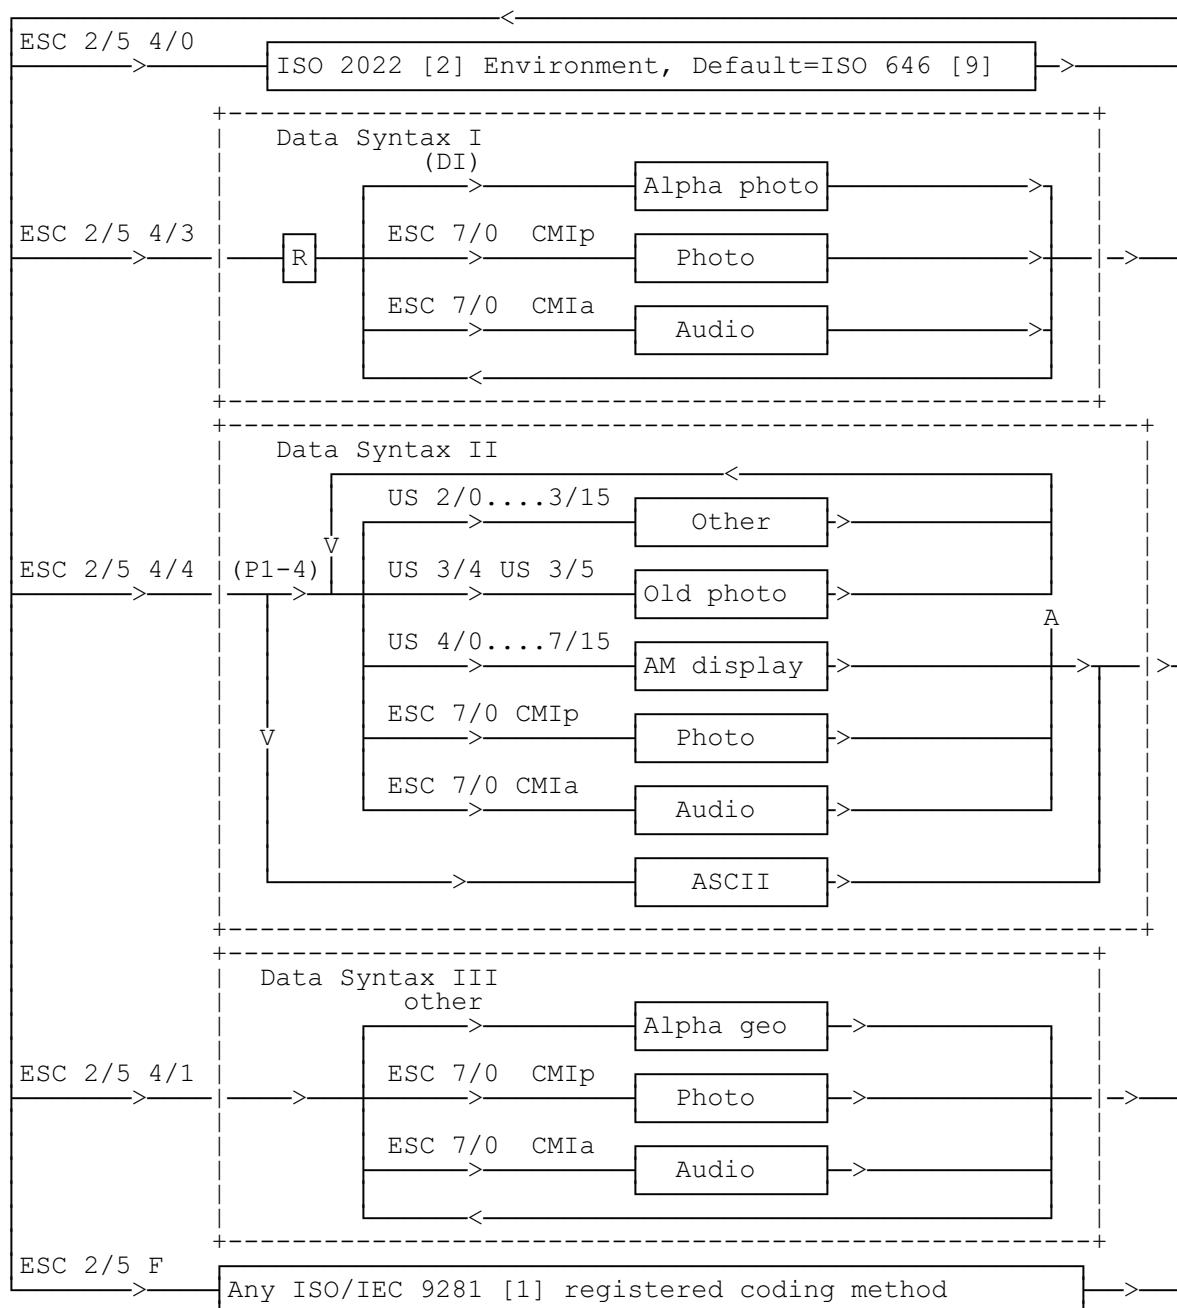 ESC 2/5 4/0
ISO 2022 [2] Environment, Default=ISO 646 [9]
Data Syntax I
(DI)
Alpha photo
ESC 2/5 4/3
R
ESC 7/0 CMIp
Photo
ESC 7/0 CMIa
Audio
Data Syntax II
US 2/0....3/15
Other
V
ESC 2/5 4/4
(P1-4)
US 3/4 US 3/5
Old photo
A
US 4/0....7/15
AM display
ESC 7/0 CMIp
V
Photo
ESC 7/0 CMIa
Audio
ASCII
Data Syntax III
other
Alpha geo
ESC 2/5 4/1
ESC 7/0 CMIp
Photo
ESC 7/0 CMIa
Audio
ESC 2/5 F
Any ISO/IEC 9281 [1] registered coding method